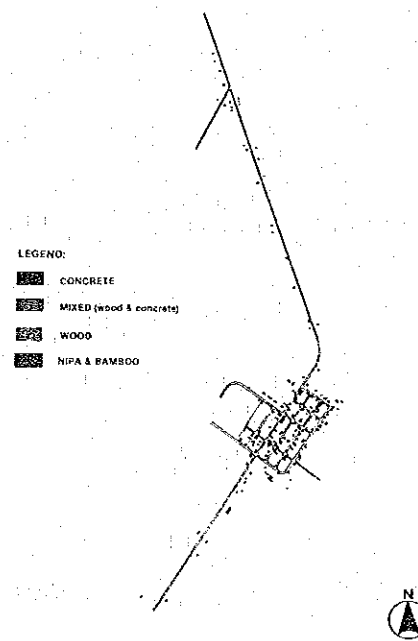 LEGEND:
CONCRETE
MIXED (wood & concrete)
WOOD
NIPA & BAMBOO
N